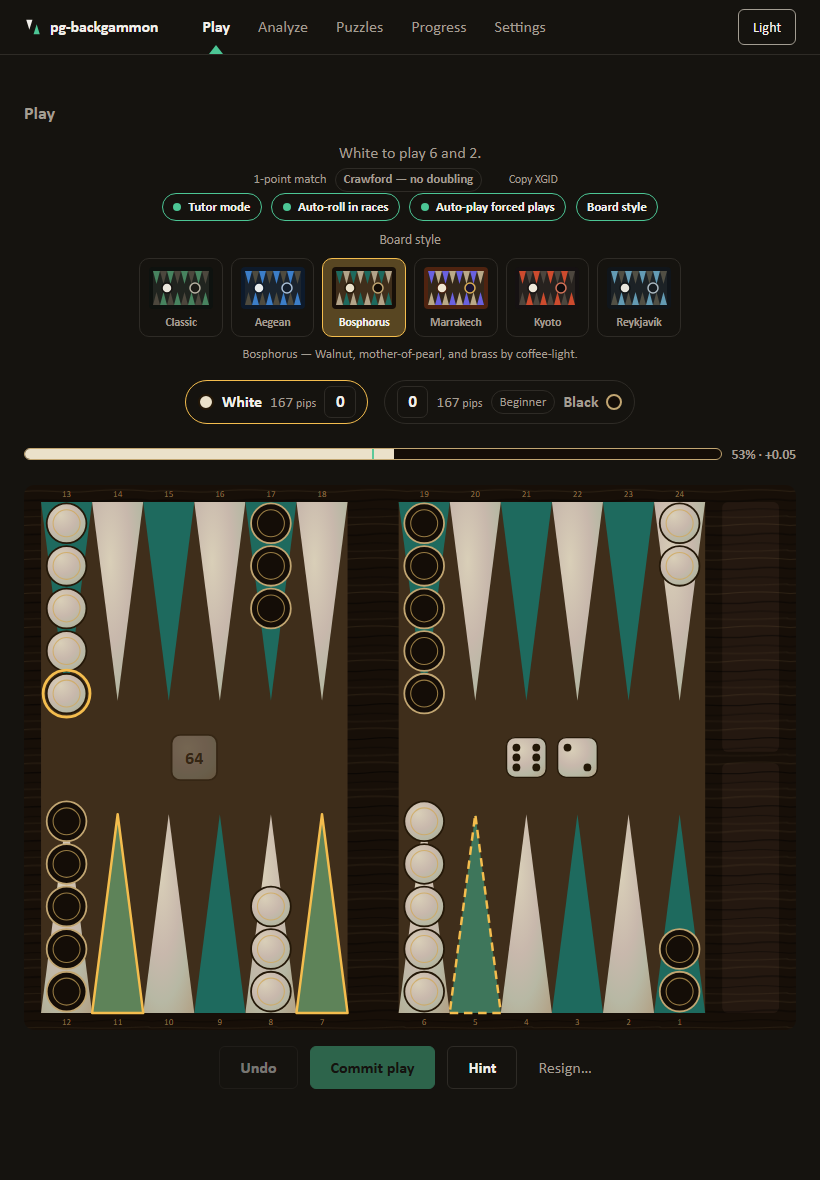 pg-backgammon Play Analyze Puzzles Progress Settings Light
Play
White to play 6 and 2.
1-point match Crawford — no doubling Copy XGID
Tutor mode Auto-roll in races Auto-play forced plays Board style
Board style
Classic Aegean Bosphorus Marrakech Kyoto Reykjavík
Bosphorus — Walnut, mother-of-pearl, and brass by coffee-light.
White 167 pips 0 0 167 pips Beginner Black
53% · +0.05
13 14 15 16 17 18 19 20 21 22 23 24
64
12 11 10 9 8 7 6 5 4 3 2 1
Undo Commit play Hint Resign...